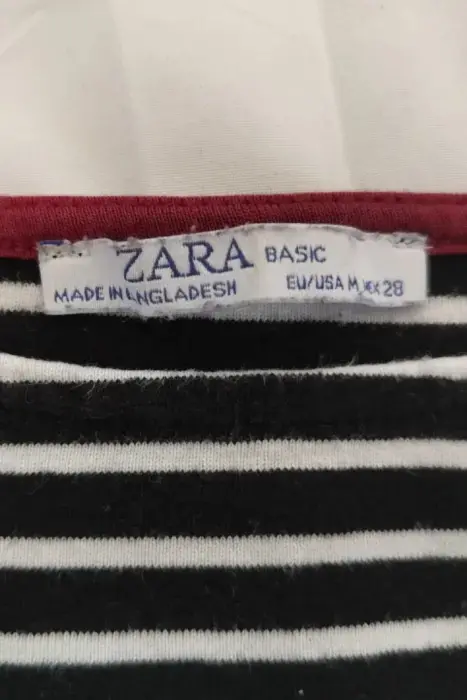 ZARA BASIC
MADE IN BANGLADESH EU/USA M MEX 28